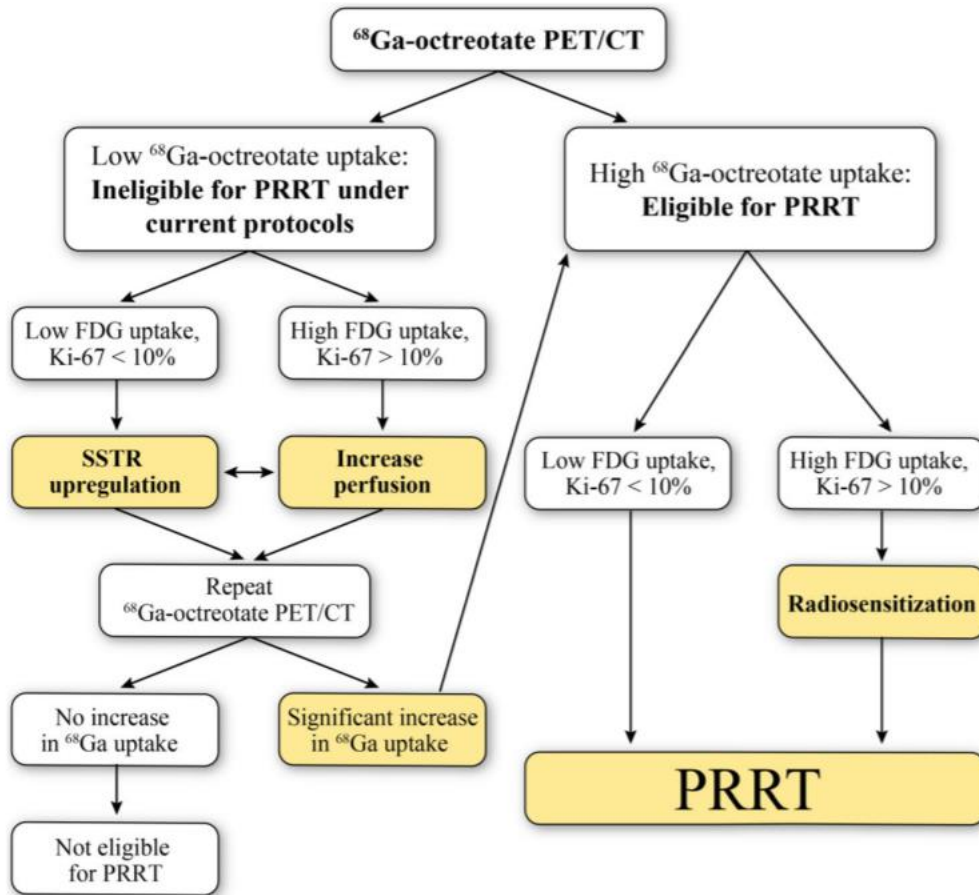 ⁶⁸Ga-octreotate PET/CT
Low ⁶⁸Ga-octreotate uptake:
Ineligible for PRRT under
current protocols
High ⁶⁸Ga-octreotate uptake:
Eligible for PRRT
Low FDG uptake,
Ki-67 < 10%
High FDG uptake,
Ki-67 > 10%
SSTR
upregulation
Increase
perfusion
Low FDG uptake,
Ki-67 < 10%
High FDG uptake,
Ki-67 > 10%
Repeat
⁶⁸Ga-octreotate PET/CT
Radiosensitization
No increase
in ⁶⁸Ga uptake
Significant increase
in ⁶⁸Ga uptake
PRRT
Not eligible
for PRRT